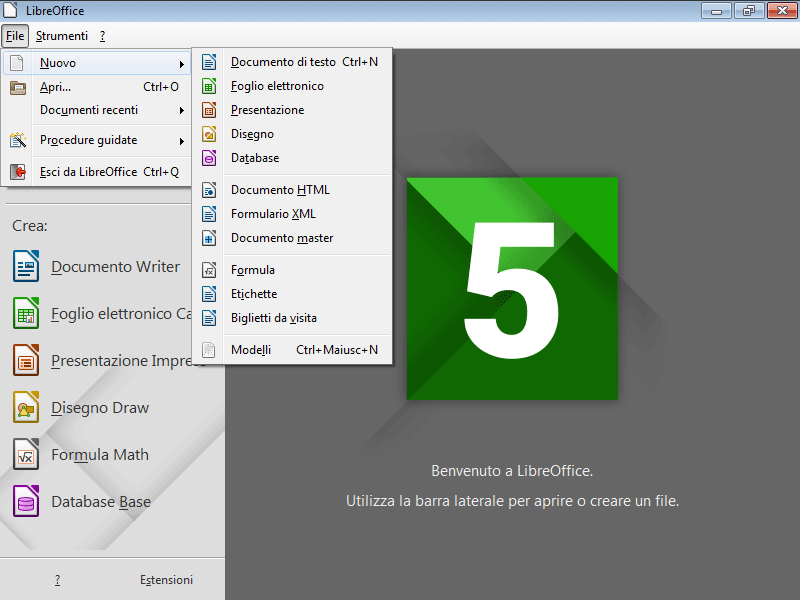 LibreOffice
File Strumenti ?
Nuovo
Apri... Ctrl+O
Documenti recenti
Procedure guidate
Esci da LibreOffice Ctrl+Q
Documento di testo Ctrl+N
Foglio elettronico
Presentazione
Disegno
Database
Documento HTML
Formulario XML
Documento master
Formula
Etichette
Biglietti da visita
Modelli Ctrl+Maiusc+N
Crea:
Documento Writer
Foglio elettronico Ca
Presentazione Impress
Disegno Draw
Formula Math
Database Base
? Estensioni
5
Benvenuto a LibreOffice.
Utilizza la barra laterale per aprire o creare un file.